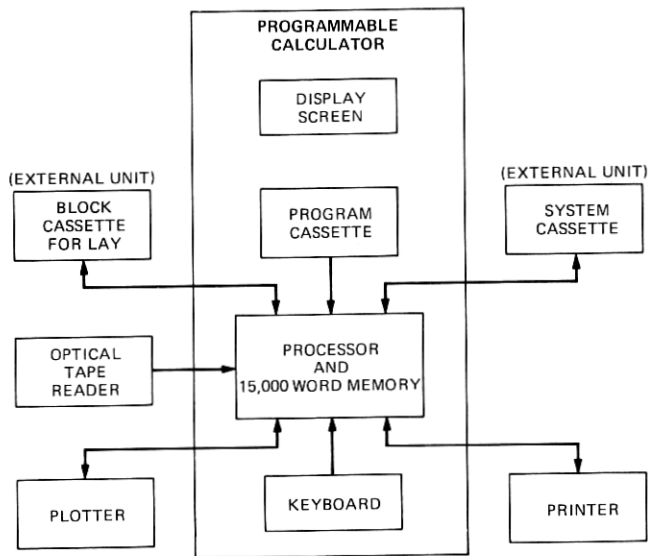 PROGRAMMABLE
CALCULATOR
DISPLAY
SCREEN
(EXTERNAL UNIT)
BLOCK
CASSETTE
FOR LAY
PROGRAM
CASSETTE
(EXTERNAL UNIT)
SYSTEM
CASSETTE
OPTICAL
TAPE
READER
PROCESSOR
AND
15,000 WORD MEMORY
PLOTTER
KEYBOARD
PRINTER